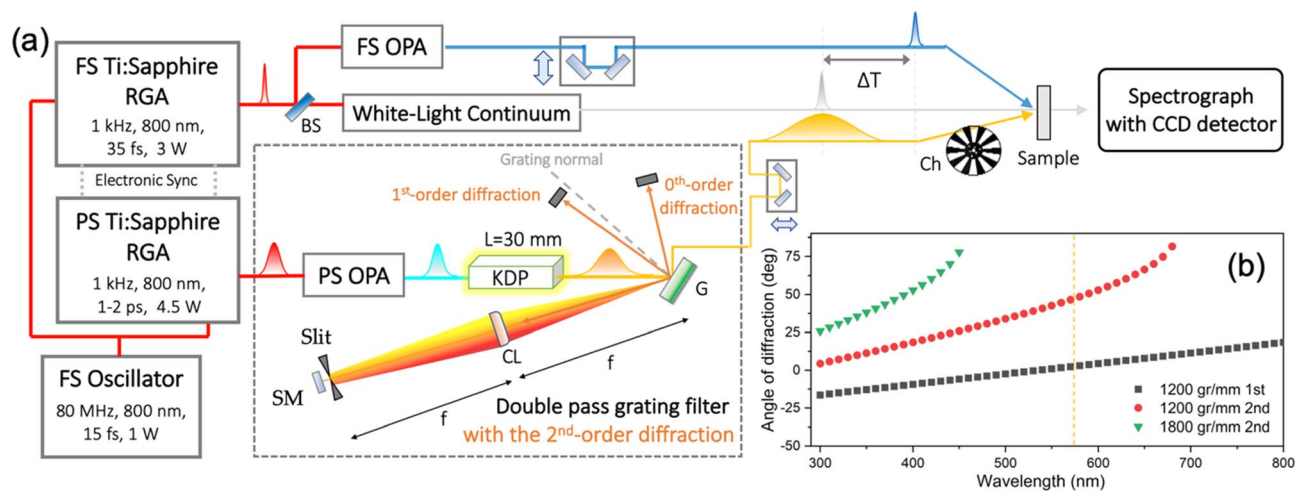 (a)
FS Ti:Sapphire
RGA
1 kHz, 800 nm,
35 fs, 3 W
Electronic Sync
PS Ti:Sapphire
RGA
1 kHz, 800 nm,
1-2 ps, 4.5 W
FS Oscillator
80 MHz, 800 nm,
15 fs, 1 W
BS
FS OPA
White-Light Continuum
ΔT
Ch
Sample
Spectrograph
with CCD detector
Grating normal
1st-order diffraction
0th-order
diffraction
L=30 mm
PS OPA
KDP
G
Slit
CL
SM
f
f
Double pass grating filter
with the 2nd-order diffraction
(b)
Angle of diffraction (deg)
75
50
25
0
-25
-50
300
400
500
600
700
800
Wavelength (nm)
1200 gr/mm 1st
1200 gr/mm 2nd
1800 gr/mm 2nd